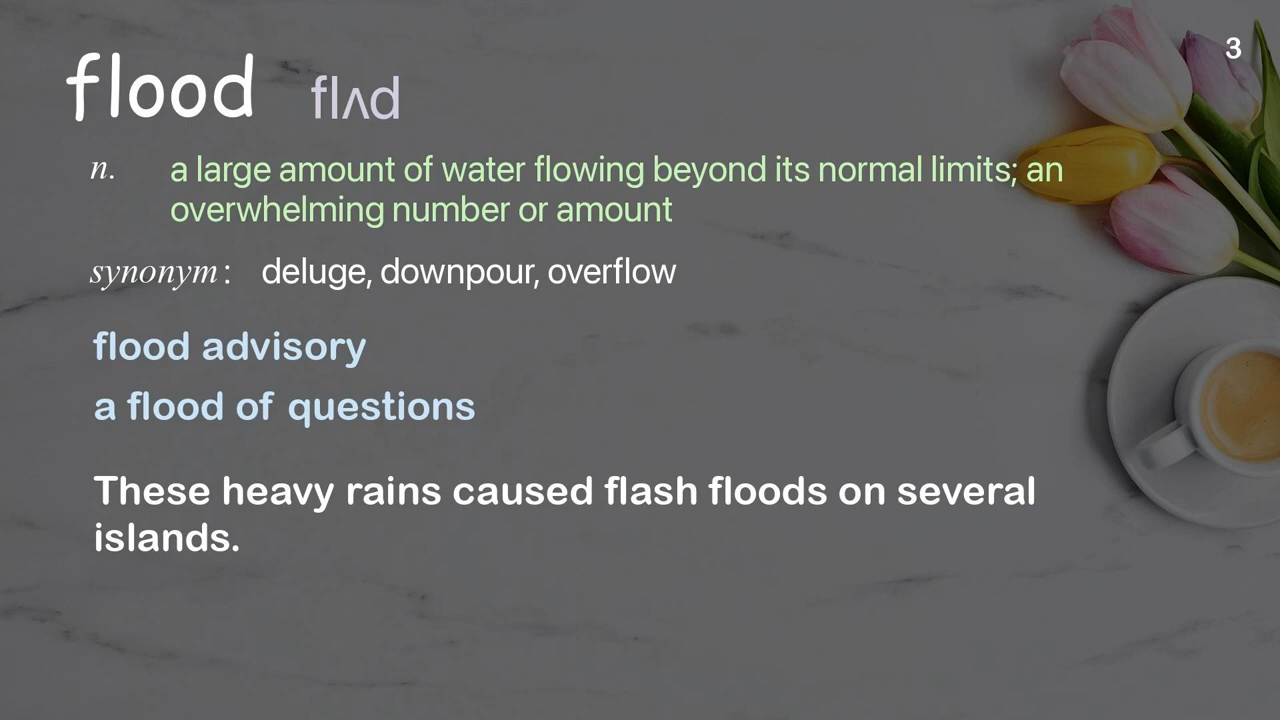 3
flood flʌd
n. a large amount of water flowing beyond its normal limits; an
overwhelming number or amount
synonym: deluge, downpour, overflow
flood advisory
a flood of questions
These heavy rains caused flash floods on several
islands.